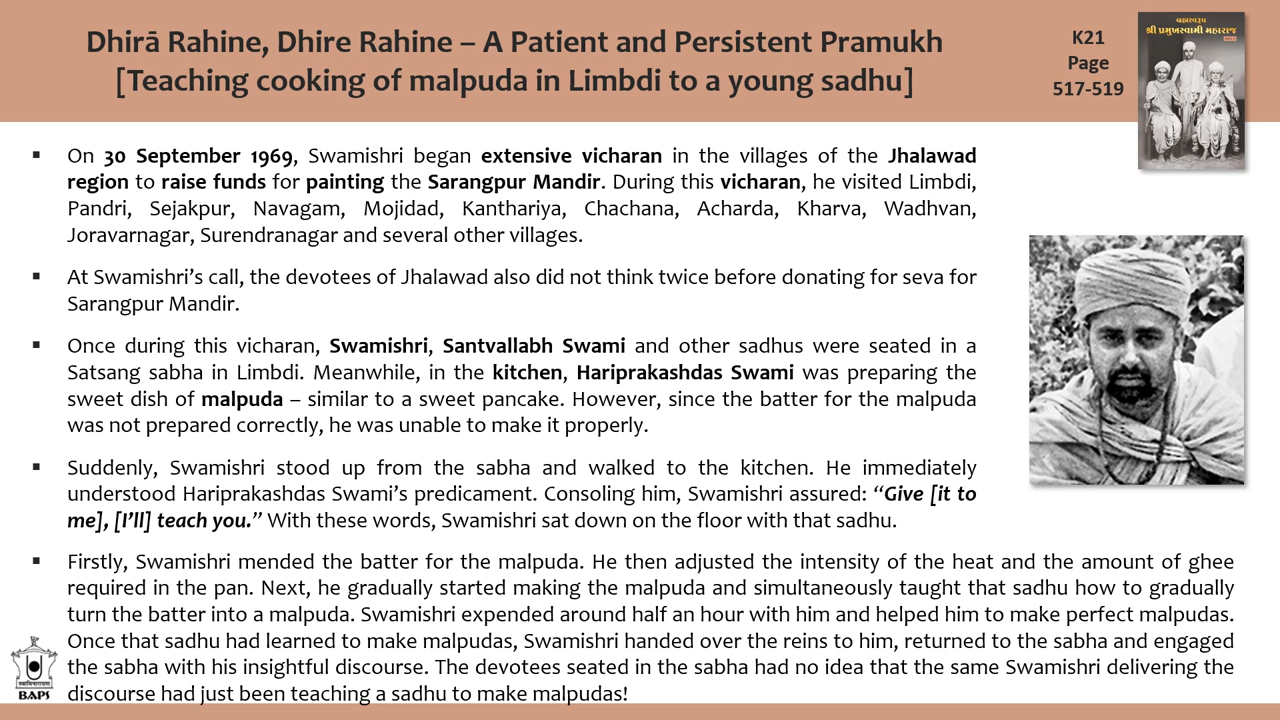 Dhirā Rahine, Dhire Rahine – A Patient and Persistent Pramukh
[Teaching cooking of malpuda in Limbdi to a young sadhu]
K21
Page
517-519
બ્રહ્મસ્વરૂપ
શ્રી પ્રમુખસ્વામી મહારાજ
▪ On 30 September 1969, Swamishri began extensive vicharan in the villages of the Jhalawad
region to raise funds for painting the Sarangpur Mandir. During this vicharan, he visited Limbdi,
Pandri, Sejakpur, Navagam, Mojidad, Kanthariya, Chachana, Acharda, Kharva, Wadhvan,
Joravarnagar, Surendranagar and several other villages.
▪ At Swamishri’s call, the devotees of Jhalawad also did not think twice before donating for seva for
Sarangpur Mandir.
▪ Once during this vicharan, Swamishri, Santvallabh Swami and other sadhus were seated in a
Satsang sabha in Limbdi. Meanwhile, in the kitchen, Hariprakashdas Swami was preparing the
sweet dish of malpuda – similar to a sweet pancake. However, since the batter for the malpuda
was not prepared correctly, he was unable to make it properly.
▪ Suddenly, Swamishri stood up from the sabha and walked to the kitchen. He immediately
understood Hariprakashdas Swami’s predicament. Consoling him, Swamishri assured: “Give [it to
me], [I’ll] teach you.” With these words, Swamishri sat down on the floor with that sadhu.
▪ Firstly, Swamishri mended the batter for the malpuda. He then adjusted the intensity of the heat and the amount of ghee
required in the pan. Next, he gradually started making the malpuda and simultaneously taught that sadhu how to gradually
turn the batter into a malpuda. Swamishri expended around half an hour with him and helped him to make perfect malpudas.
Once that sadhu had learned to make malpudas, Swamishri handed over the reins to him, returned to the sabha and engaged
the sabha with his insightful discourse. The devotees seated in the sabha had no idea that the same Swamishri delivering the
discourse had just been teaching a sadhu to make malpudas!
BAPS